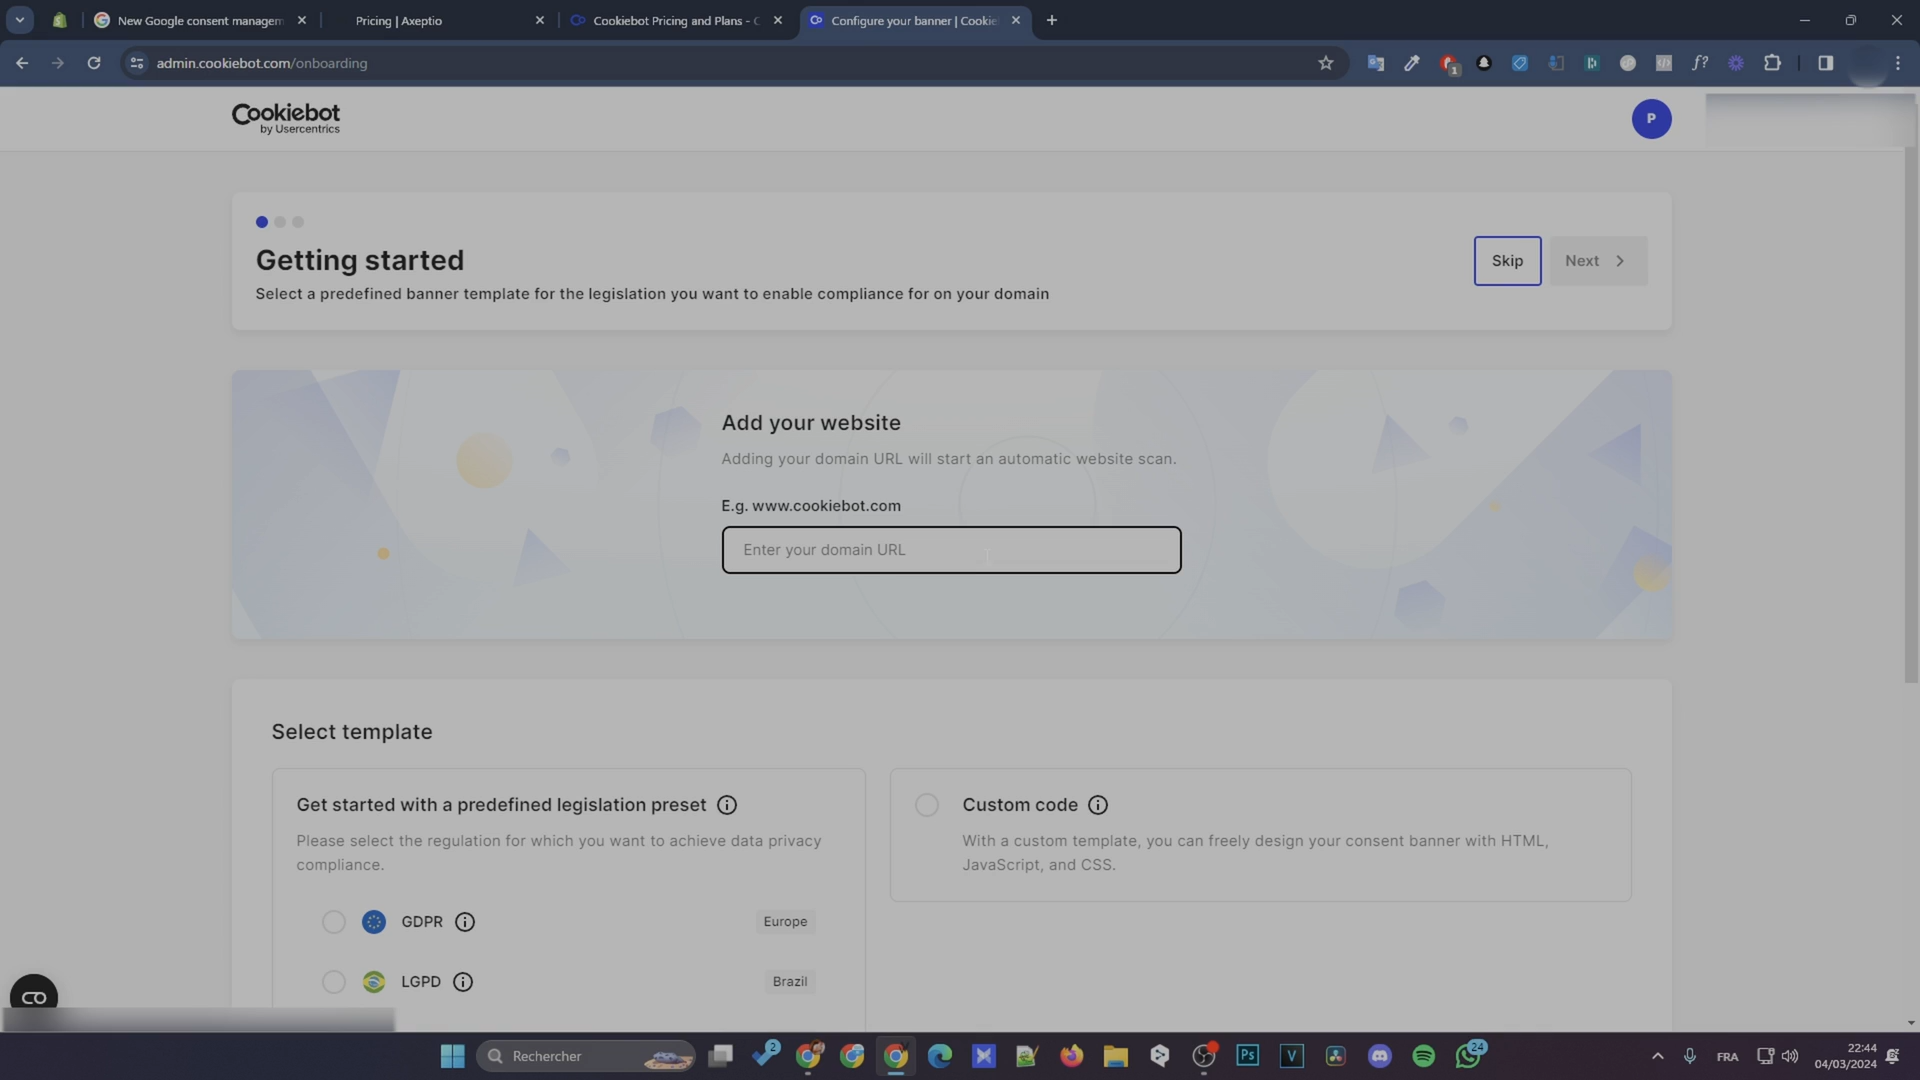 New Google consent managem
Pricing | Axeptio
Cookiebot Pricing and Plans - C
Configure your banner | Cookie
admin.cookiebot.com/onboarding
1
f?
Cookiebot
by Usercentrics
P
Getting started
Select a predefined banner template for the legislation you want to enable compliance for on your domain
Skip
Next
Add your website
Adding your domain URL will start an automatic website scan.
E.g. www.cookiebot.com
Enter your domain URL
Select template
Get started with a predefined legislation preset
Please select the regulation for which you want to achieve data privacy
compliance.
GDPR
Europe
LGPD
Brazil
Custom code
With a custom template, you can freely design your consent banner with HTML,
JavaScript, and CSS.
Rechercher
2
Ps
V
24
FRA
22:44
04/03/2024